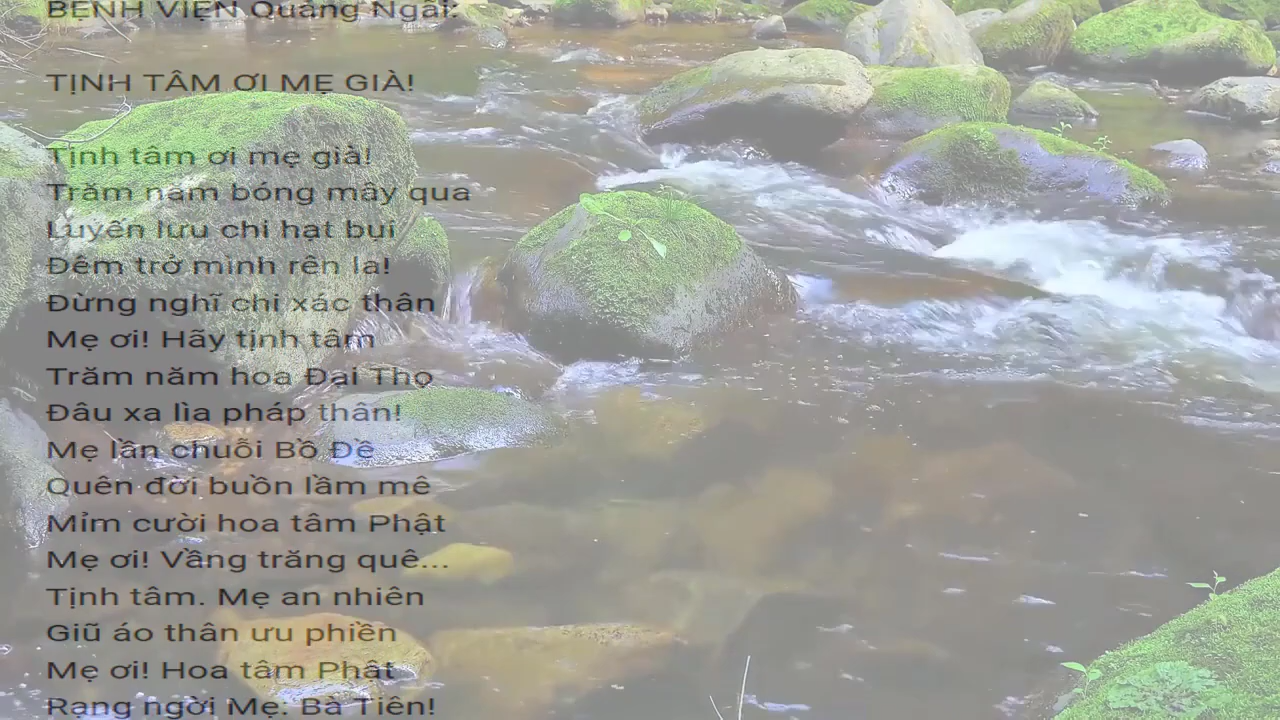 BỆNH VIỆN Quảng Ngãi:
TỊNH TÂM ƠI MẸ GIÀ!
Tịnh tâm ơi mẹ già!
Trăm năm bóng mây qua
Luyến lưu chi hạt bụi
Đêm trở mình rên la!
Đừng nghĩ chi xác thân
Mẹ ơi! Hãy tịnh tâm
Trăm năm hoa Đại Thọ
Đâu xa lìa pháp thân!
Mẹ lần chuỗi Bồ Đề
Quên đời buồn lầm mê
Mỉm cười hoa tâm Phật
Mẹ ơi! Vầng trăng quê...
Tịnh tâm. Mẹ an nhiên
Giũ áo thân ưu phiền
Mẹ ơi! Hoa tâm Phật
Rạng ngời Mẹ. Bà Tiên!